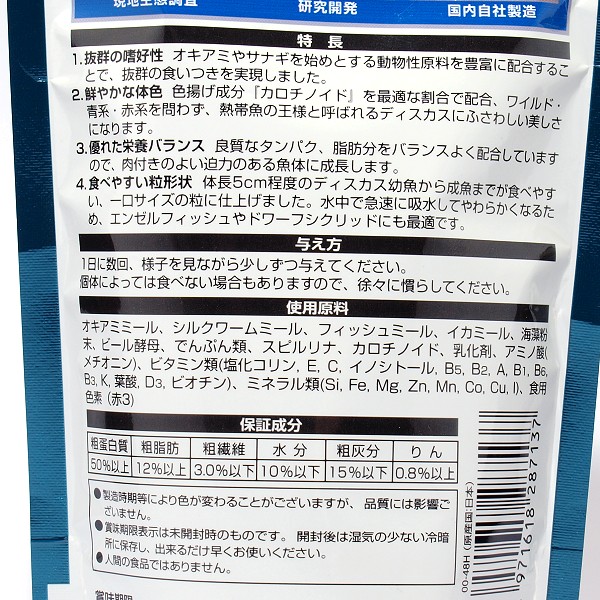 現地生態調査 研究開発 国内自社製造
特長
1.抜群の嗜好性 オキアミやサナギを始めとする動物性原料を豊富に配合するこ
とで、抜群の食いつきを実現しました。
2.鮮やかな体色 色揚げ成分『カロチノイド』を最適な割合で配合、ワイルド・
青系・赤系を問わず、熱帯魚の王様と呼ばれるディスカスにふさわしい美しさ
になります。
3.優れた栄養バランス 良質なタンパク、脂肪分をバランスよく配合しています
ので、肉付きのよい迫力のある魚体に成長します。
4.食べやすい粒形状 体長5cm程度のディスカス幼魚から成魚までが食べやす
い、一口サイズの粒に仕上げました。水中で急速に吸水してやわらかくなるた
め、エンゼルフィッシュやドワーフシクリッドにも最適です。
与え方
1日に数回、様子を見ながら少しずつ与えてください。
個体によっては食べない場合もありますので、徐々に慣らしてください。
使用原料
オキアミミール、シルクワームミール、フィッシュミール、イカミール、海藻粉
末、ビール酵母、でんぷん類、スピルリナ、カロチノイド、乳化剤、アミノ酸(
メチオニン)、ビタミン類(塩化コリン, E, C, イノシトール, B5, B2, A, B1, B6,
B3, K, 葉酸, D3, ビオチン)、ミネラル類(Si, Fe, Mg, Zn, Mn, Co, Cu, I)、食用
色素(赤3)
保証成分
粗蛋白質 粗脂肪 粗繊維 水分 粗灰分 りん
50%以上 12%以上 3.0%以下 10%以下 15%以下 0.8%以上
●製造時期等により色が変わることがございますが、品質には影響ご
ざいません。
●賞味期限表示は未開封時のものです。開封後は湿気の少ない冷暗
所に保存し、出来るだけ早くお使いください。
●人間の食品ではありません。
賞味期限
00-48H (原産国:日本)
971618 287137